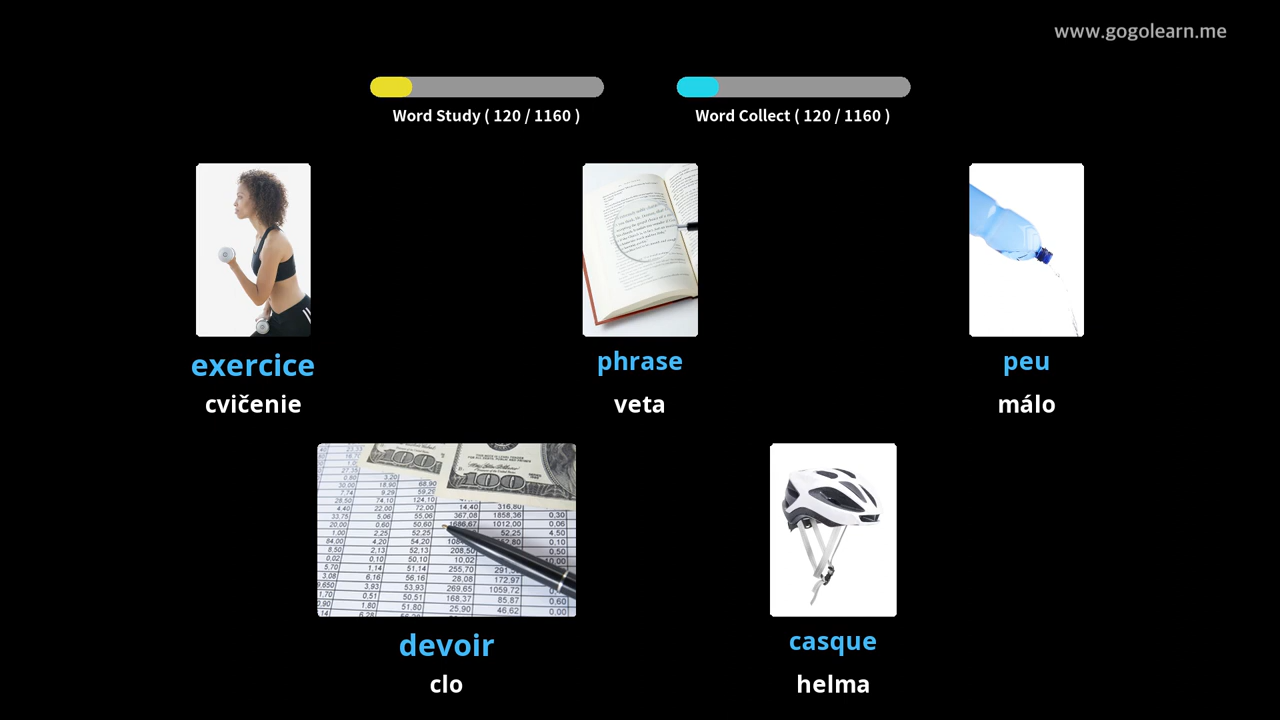 www.gogolearn.me
Word Study ( 120 / 1160 )
Word Collect ( 120 / 1160 )
exercice
phrase
peu
cvičenie
veta
málo
devoir
casque
clo
helma